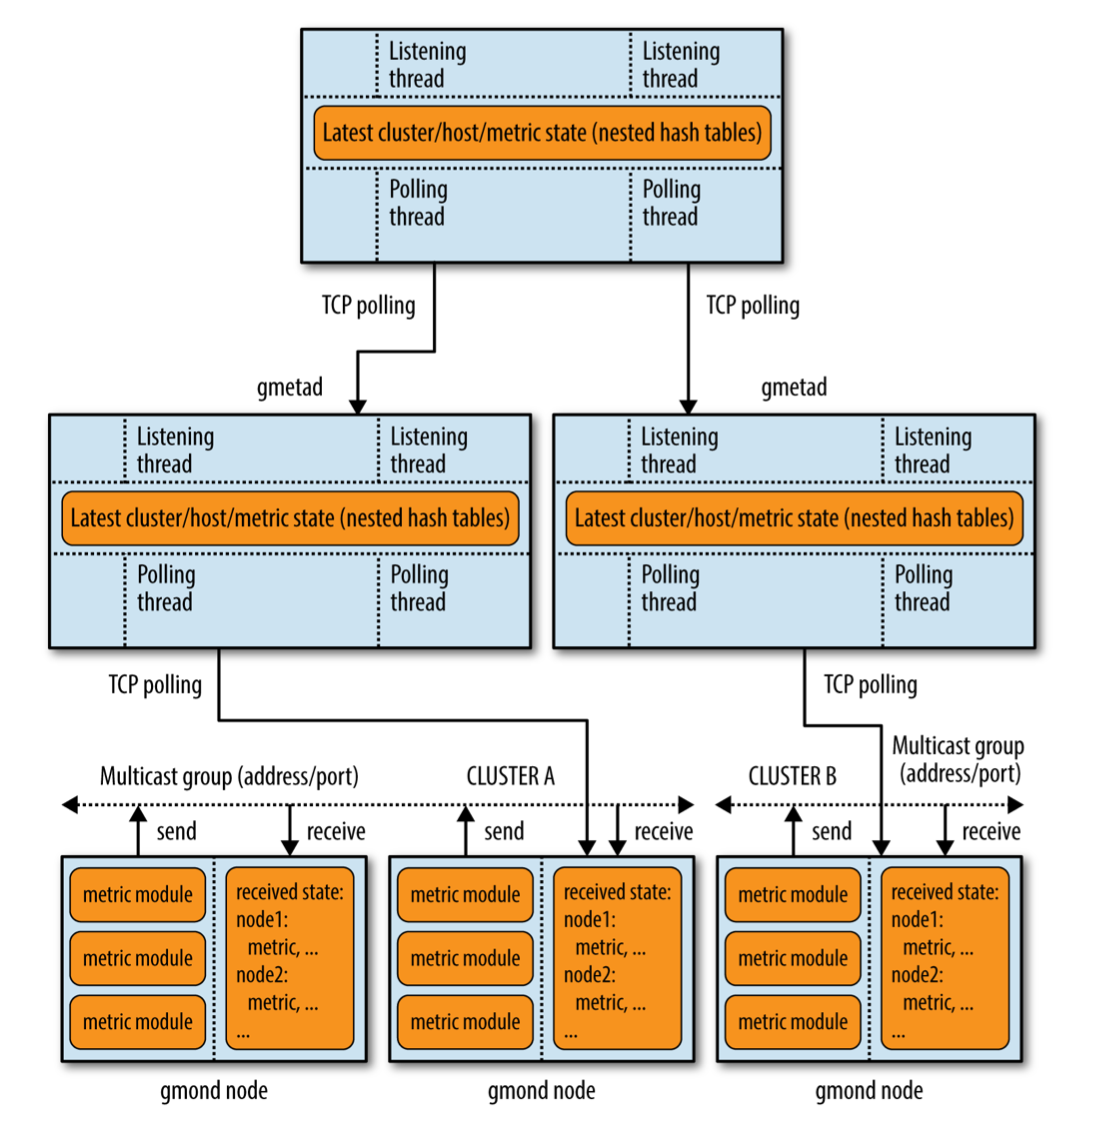 Listening
thread
Listening
thread
Latest cluster/host/metric state (nested hash tables)
Polling
thread
Polling
thread
TCP polling
TCP polling
gmetad
gmetad
Listening
thread
Listening
thread
Latest cluster/host/metric state (nested hash tables)
Polling
thread
Polling
thread
Listening
thread
Listening
thread
Latest cluster/host/metric state (nested hash tables)
Polling
thread
Polling
thread
TCP polling
TCP polling
Multicast group (address/port)
CLUSTER A
CLUSTER B
Multicast group
(address/port)
send
receive
send
receive
send
receive
metric module
metric module
metric module
received state:
node1:
metric, ...
node2:
metric, ...
...
gmond node
metric module
metric module
metric module
received state:
node1:
metric, ...
node2:
metric, ...
...
gmond node
metric module
metric module
metric module
received state:
node1:
metric, ...
node2:
metric, ...
...
gmond node